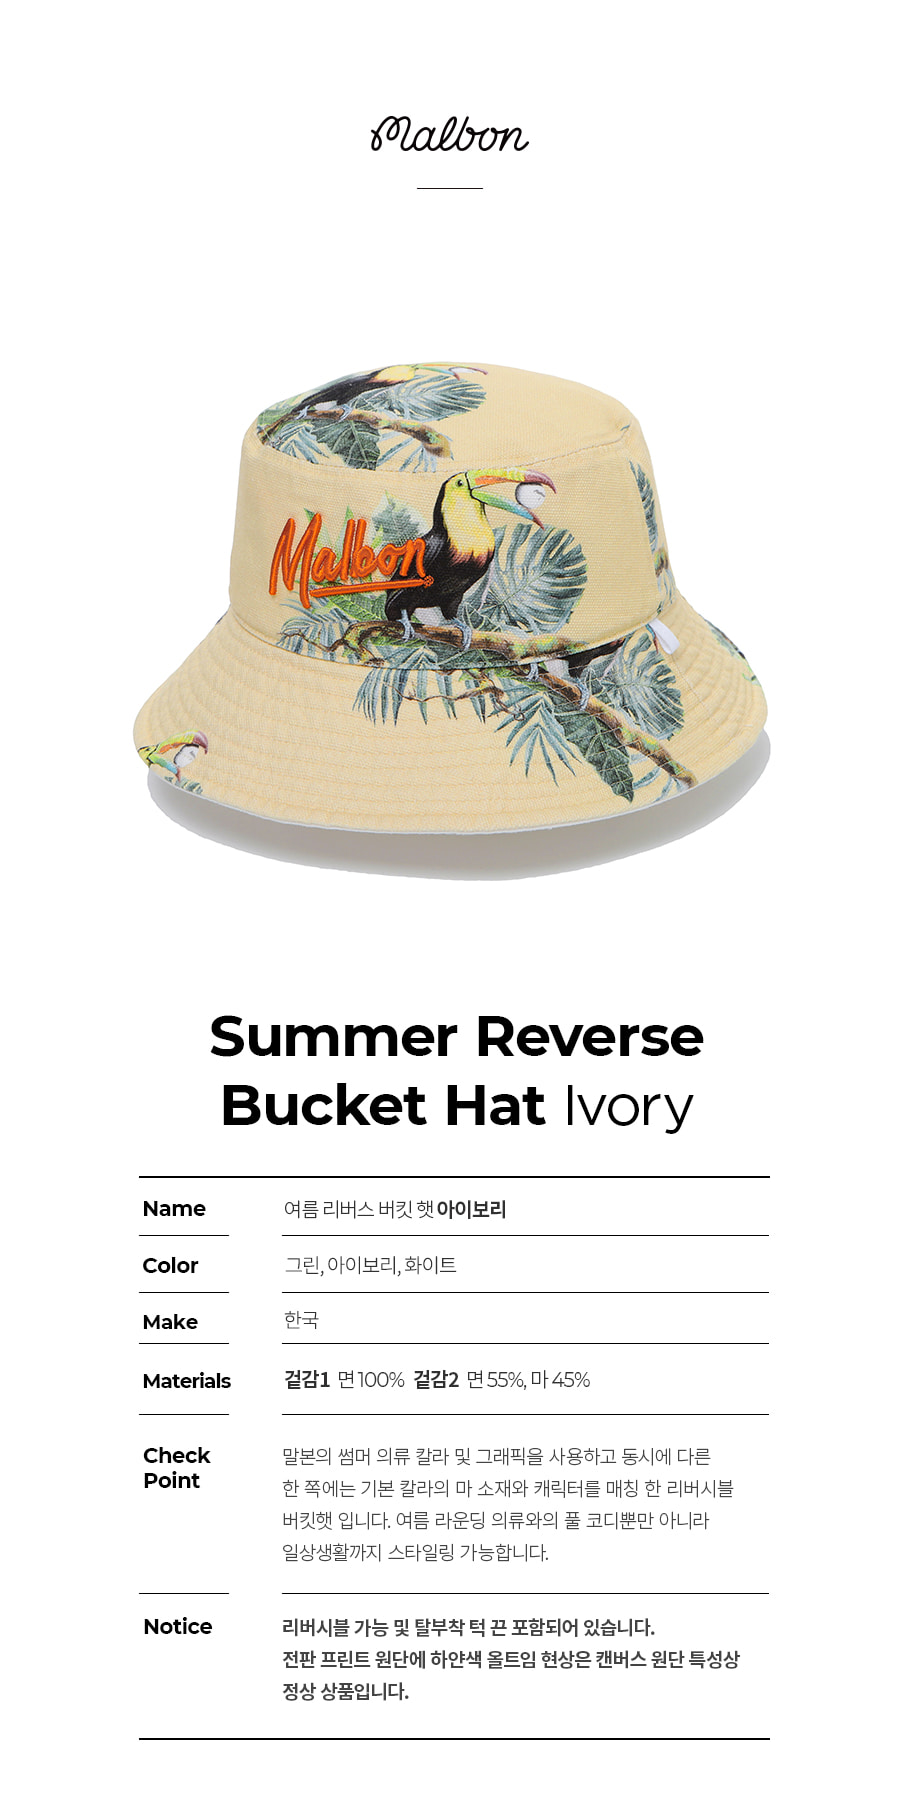 Malbon
Malbon
Summer Reverse
Bucket Hat Ivory
Name 여름 리버스 버킷 햇 아이보리
Color 그린, 아이보리, 화이트
Make 한국
Materials 겉감1 면 100% 겉감2 면 55%, 마 45%
Check
Point
말본의 썸머 의류 칼라 및 그래픽을 사용하고 동시에 다른
한 쪽에는 기본 칼라의 마 소재와 캐릭터를 매칭 한 리버시블
버킷햇 입니다. 여름 라운딩 의류와의 풀 코디뿐만 아니라
일상생활까지 스타일링 가능합니다.
Notice 리버시블 가능 및 탈부착 턱 끈 포함되어 있습니다.
전판 프린트 원단에 하얀색 올트임 현상은 캔버스 원단 특성상
정상 상품입니다.